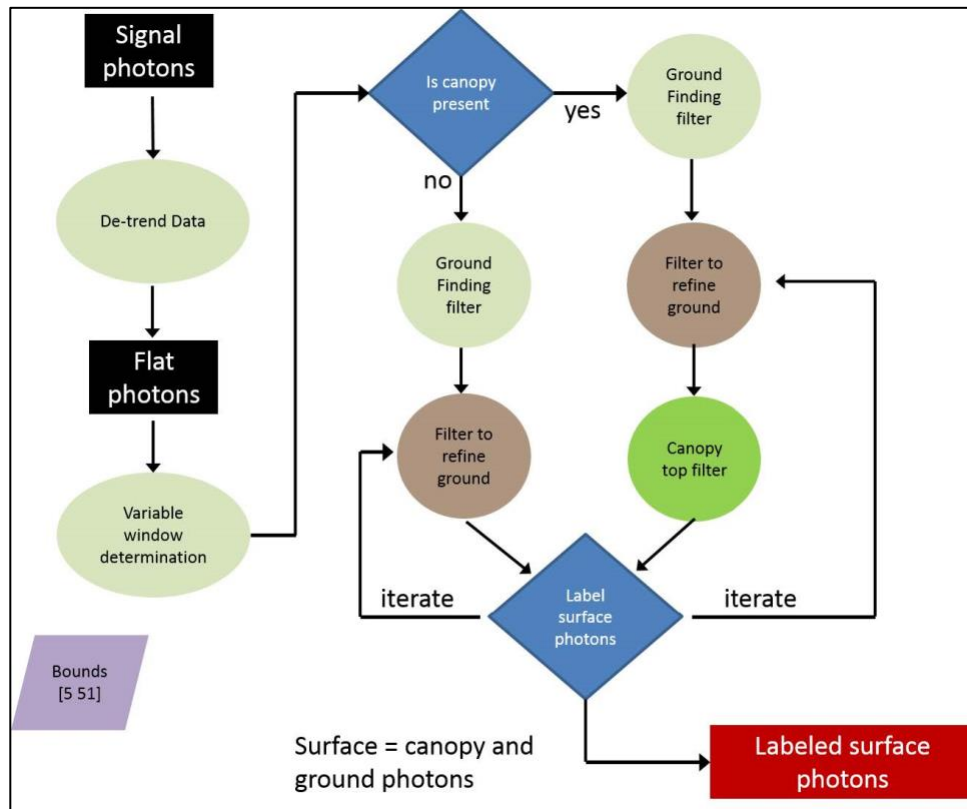 Signal
photons
De-trend Data
Flat
photons
Variable
window
determination
Bounds
[5 51]
Is canopy
present
yes
no
Ground
Finding
filter
Filter to
refine
ground
Canopy
top filter
Ground
Finding
filter
Filter to
refine
ground
iterate
Label
surface
photons
iterate
Surface = canopy and
ground photons
Labeled surface
photons